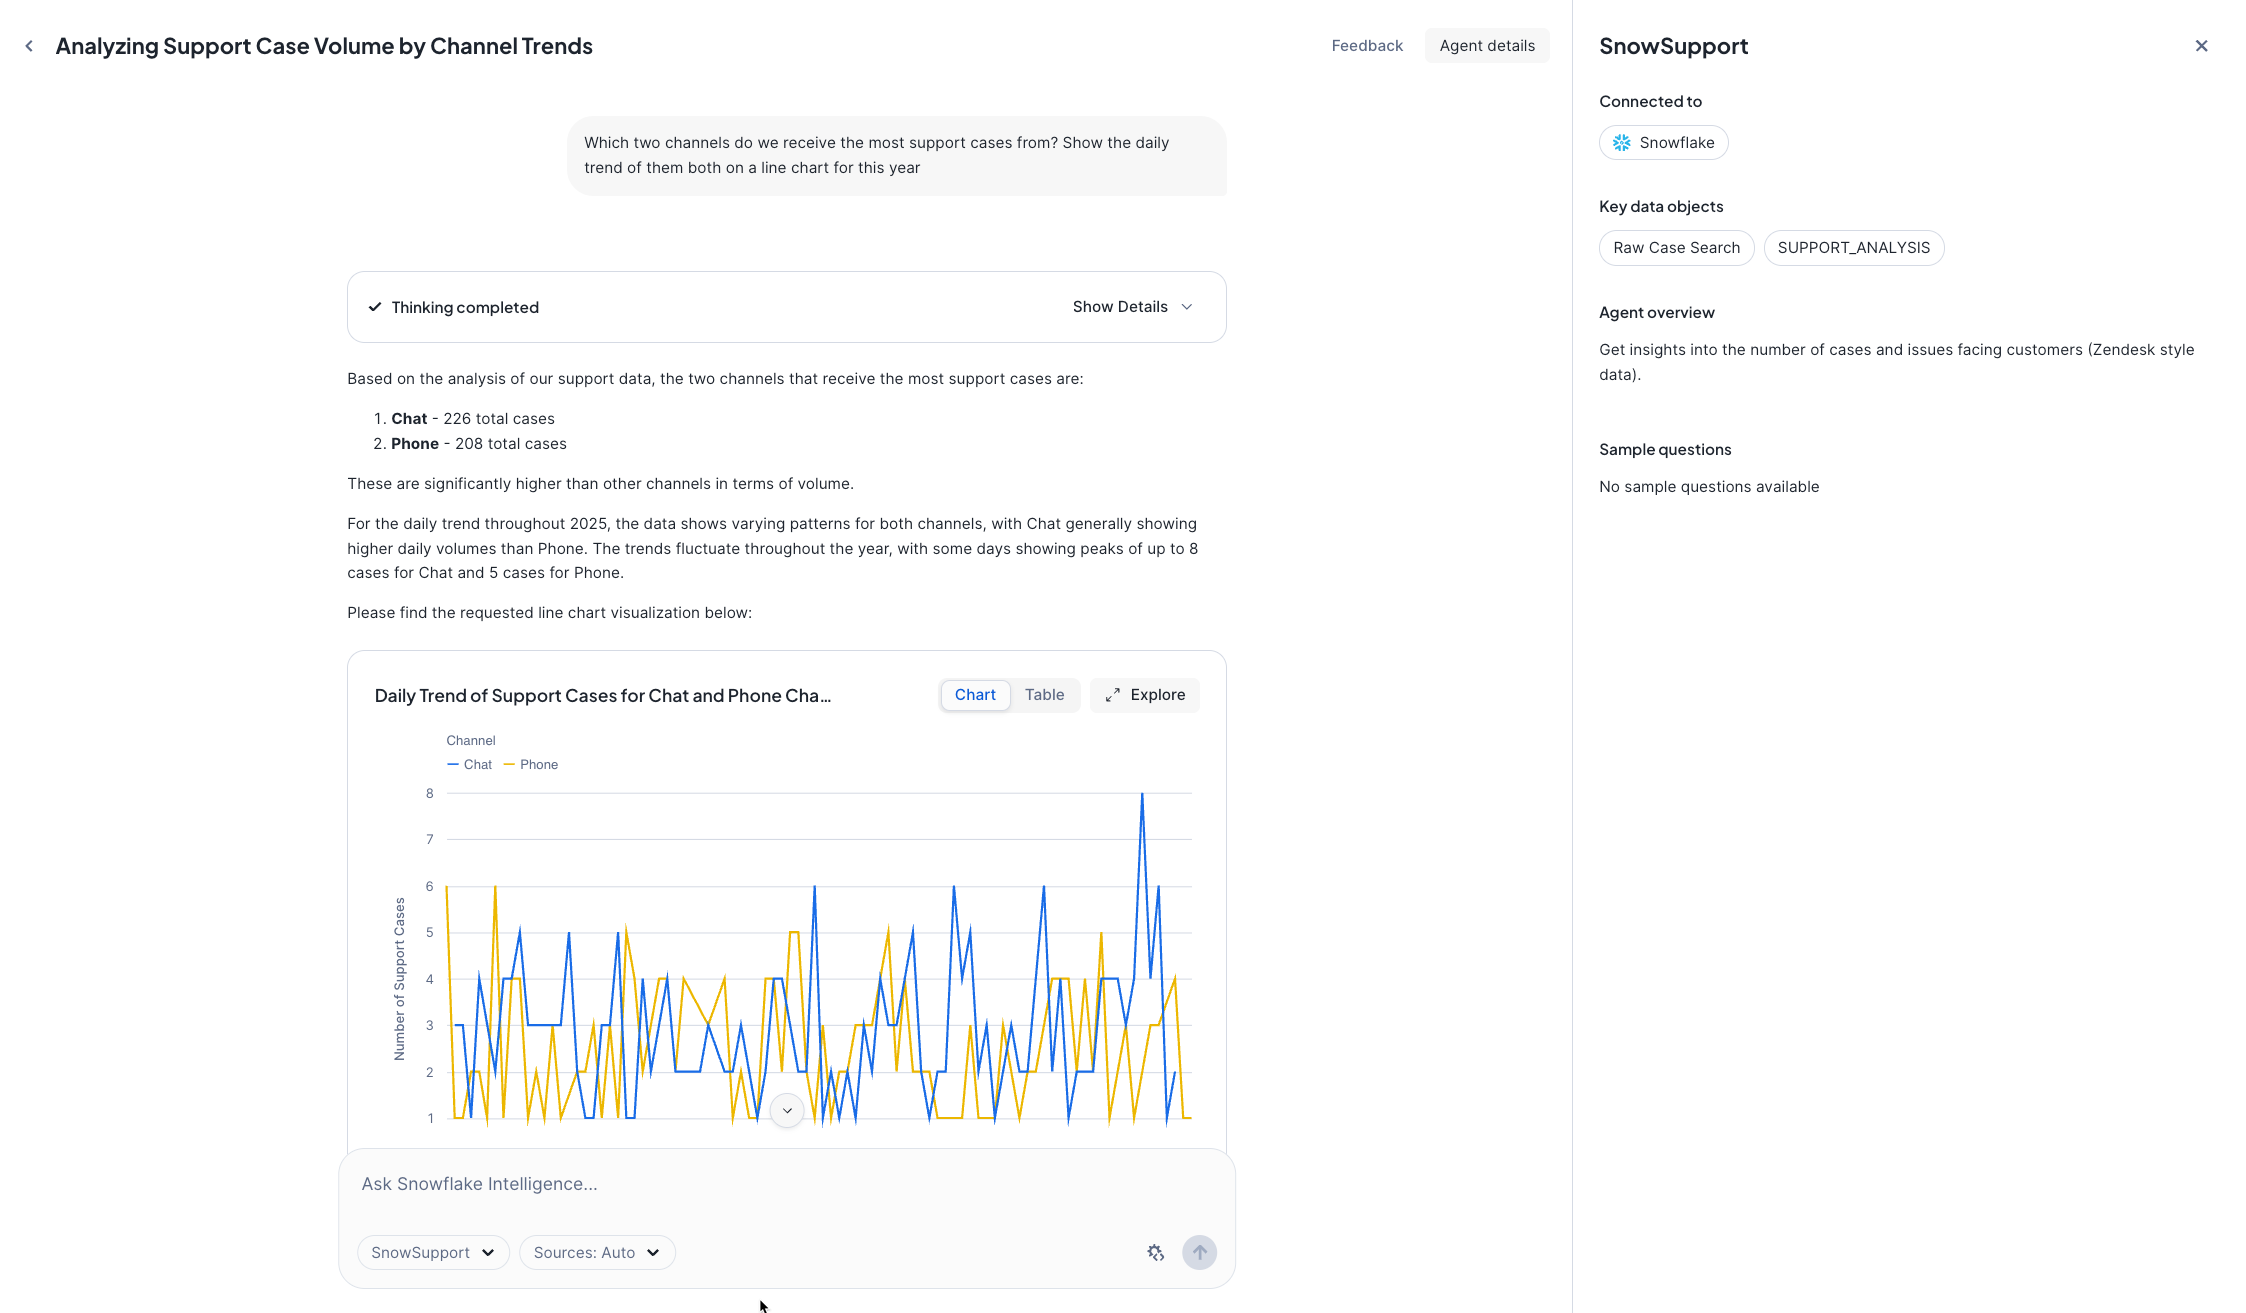 Analyzing Support Case Volume by Channel Trends
Feedback
Agent details
Which two channels do we receive the most support cases from? Show the daily
trend of them both on a line chart for this year
Thinking completed
Show Details
Based on the analysis of our support data, the two channels that receive the most support cases are:
1. Chat - 226 total cases
2. Phone - 208 total cases
These are significantly higher than other channels in terms of volume.
For the daily trend throughout 2025, the data shows varying patterns for both channels, with Chat generally showing
higher daily volumes than Phone. The trends fluctuate throughout the year, with some days showing peaks of up to 8
cases for Chat and 5 cases for Phone.
Please find the requested line chart visualization below:
Daily Trend of Support Cases for Chat and Phone Cha...
Chart
Table
Explore
Channel
Chat
Phone
Number of Support Cases
8
7
6
5
4
3
2
1
Ask Snowflake Intelligence...
SnowSupport
Sources: Auto
SnowSupport
Connected to
Snowflake
Key data objects
Raw Case Search
SUPPORT_ANALYSIS
Agent overview
Get insights into the number of cases and issues facing customers (Zendesk style
data).
Sample questions
No sample questions available